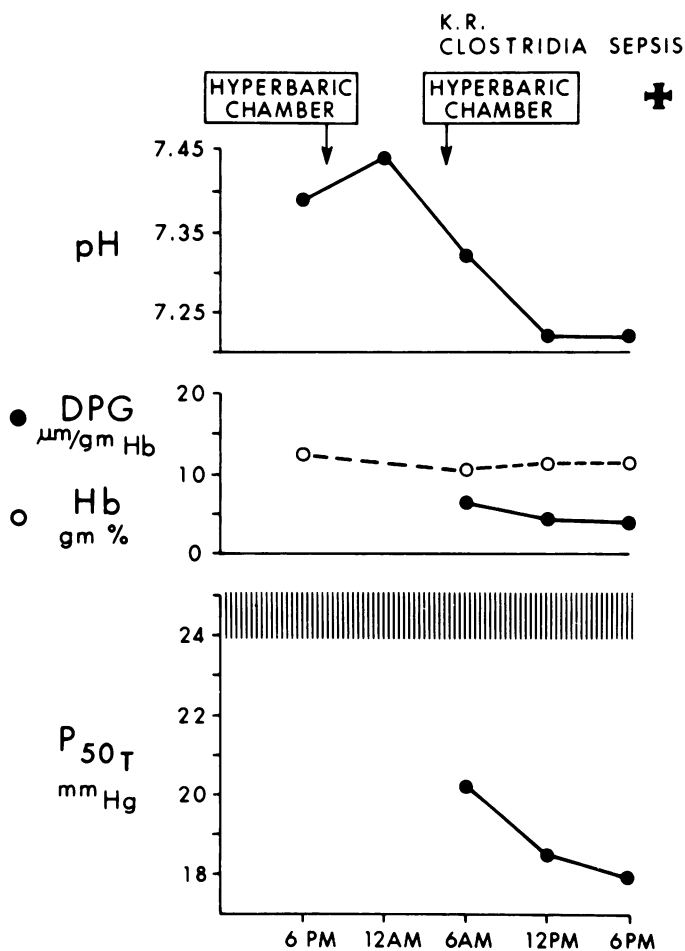 K.R.
CLOSTRIDIA SEPSIS
HYPERBARIC
CHAMBER
HYPERBARIC
CHAMBER
7.45
7.35
7.25
pH
20
10
0
DPG
μm/gm Hb
Hb
gm %
24
22
20
18
P50T
mm Hg
6 PM 12AM 6AM 12PM 6PM